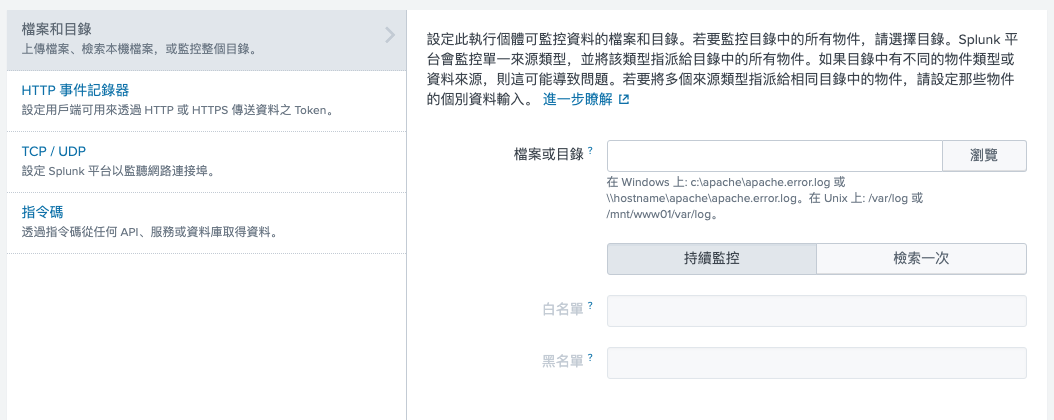 檔案和目錄
上傳檔案、檢索本機檔案，或監控整個目錄。
HTTP 事件記錄器
設定用戶端可用來透過 HTTP 或 HTTPS 傳送資料之 Token。
TCP / UDP
設定 Splunk 平台以監聽網路連接埠。
指令碼
透過指令碼從任何 API、服務或資料庫取得資料。
設定此執行個體可監控資料的檔案和目錄。若要監控目錄中的所有物件，請選擇目錄。Splunk 平
台會監控單一來源類型，並將該類型指派給目錄中的所有物件。如果目錄中有不同的物件類型或
資料來源，則這可能導致問題。若要將多個來源類型指派給相同目錄中的物件，請設定那些物件
的個別資料輸入。 進一步瞭解
檔案或目錄 ? 瀏覽
在 Windows 上: c:\apache\apache.error.log 或
\\hostname\apache\apache.error.log。在 Unix 上: /var/log 或
/mnt/www01/var/log。
持續監控 檢索一次
白名單 ?
黑名單 ?